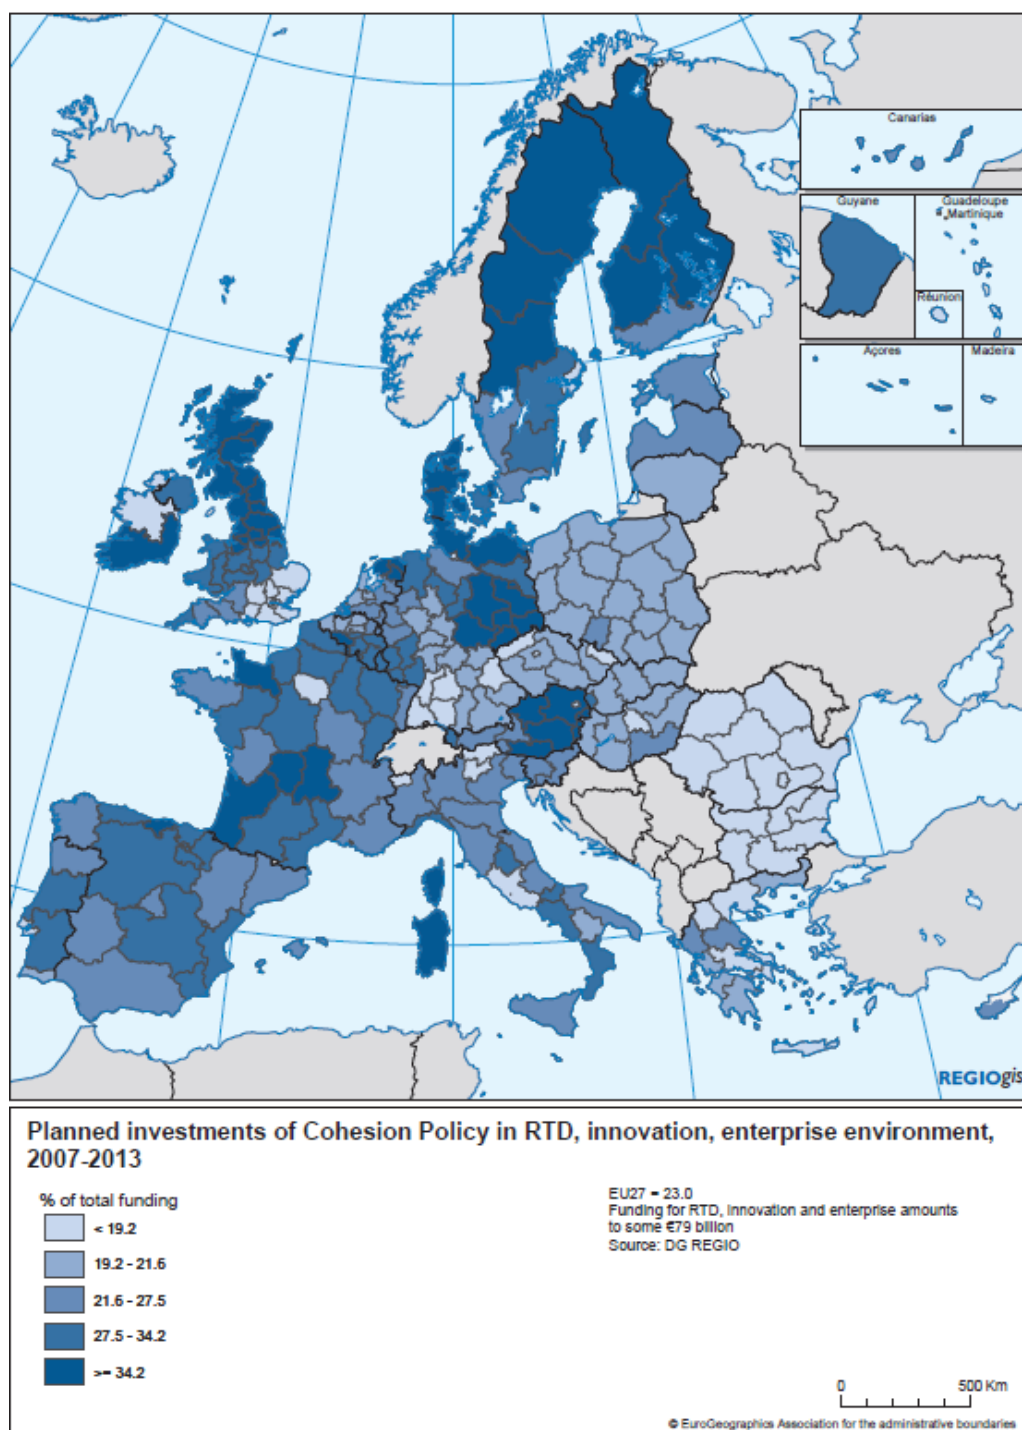 Canarias
Guyane
Guadeloupe
Martinique
Réunion
Açores
Madeira
REGIOgis
Planned investments of Cohesion Policy in RTD, innovation, enterprise environment,
2007-2013
% of total funding
< 19.2
19.2 - 21.6
21.6 - 27.5
27.5 - 34.2
>= 34.2
EU27 = 23.0
Funding for RTD, innovation and enterprise amounts
to some €79 billion
Source: DG REGIO
0 500 Km
© EuroGeographics Association for the administrative boundaries